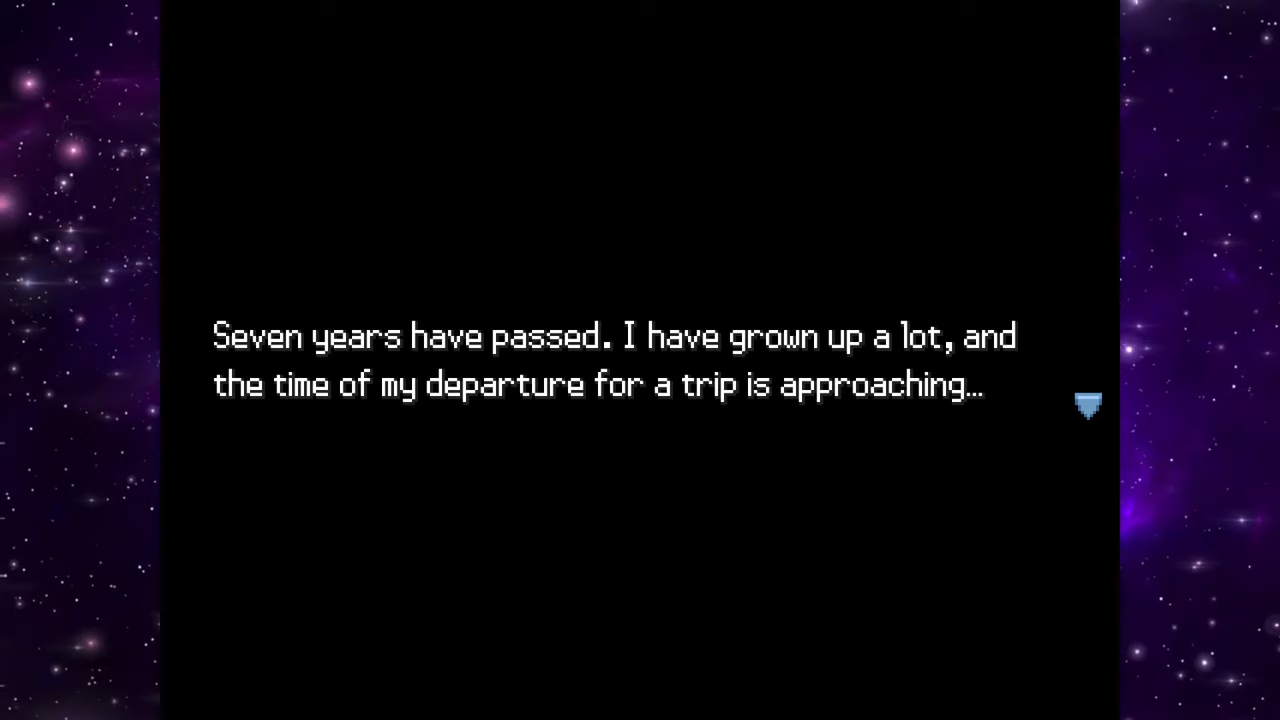 Seven years have passed. I have grown up a lot, and
the time of my departure for a trip is approaching…